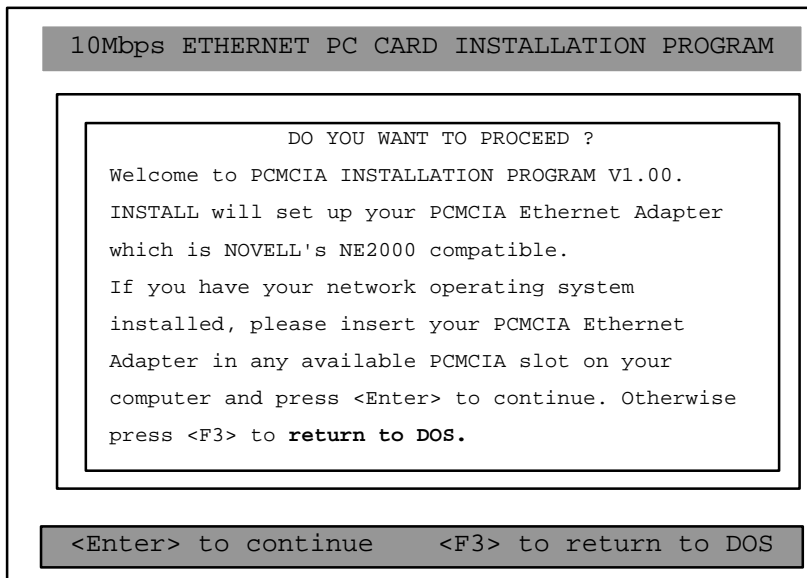 10Mbps ETHERNET PC CARD INSTALLATION PROGRAM
DO YOU WANT TO PROCEED ?
Welcome to PCMCIA INSTALLATION PROGRAM V1.00.
INSTALL will set up your PCMCIA Ethernet Adapter
which is NOVELL's NE2000 compatible.
If you have your network operating system
installed, please insert your PCMCIA Ethernet
Adapter in any available PCMCIA slot on your
computer and press <Enter> to continue. Otherwise
press <F3> to return to DOS.
<Enter> to continue <F3> to return to DOS